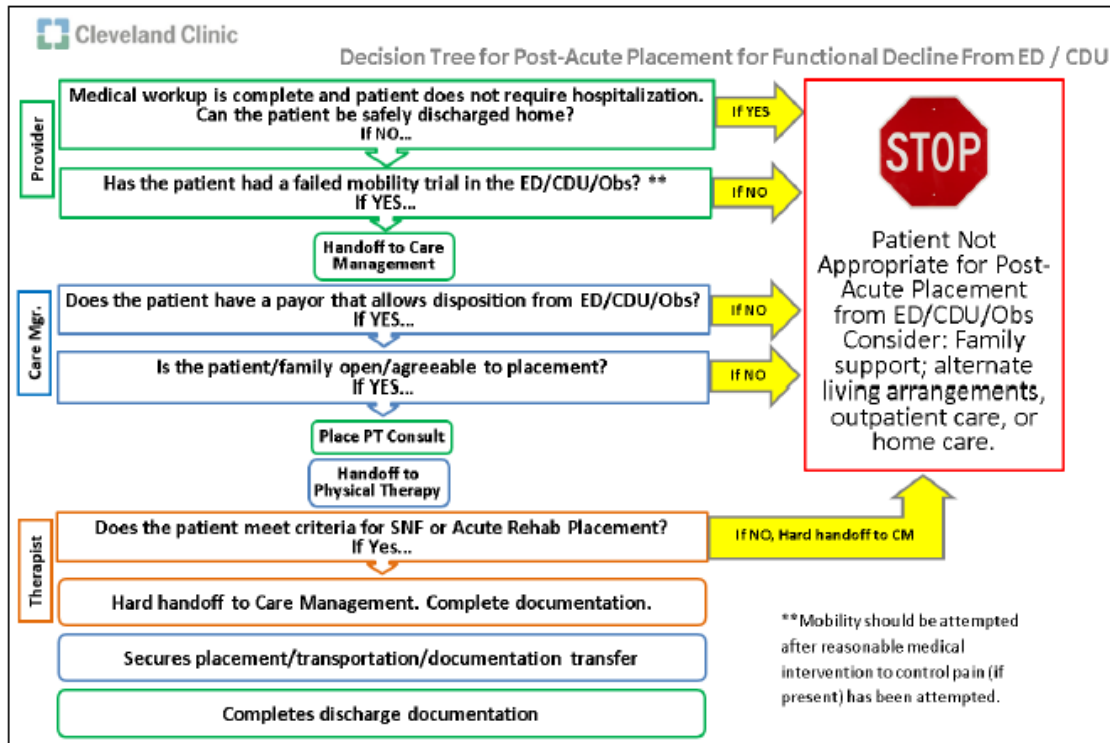 Cleveland Clinic
Decision Tree for Post-Acute Placement for Functional Decline From ED / CDU
Provider
Medical workup is complete and patient does not require hospitalization.
Can the patient be safely discharged home?
If NO...
If YES
Has the patient had a failed mobility trial in the ED/CDU/Obs? **
If YES...
If NO
Handoff to Care
Management
Care Mgr.
Does the patient have a payor that allows disposition from ED/CDU/Obs?
If YES...
If NO
Is the patient/family open/agreeable to placement?
If YES...
If NO
Place PT Consult
Handoff to
Physical Therapy
Therapist
Does the patient meet criteria for SNF or Acute Rehab Placement?
If Yes...
If NO, Hard handoff to CM
Hard handoff to Care Management. Complete documentation.
Secures placement/transportation/documentation transfer
Completes discharge documentation
STOP
Patient Not
Appropriate for Post-
Acute Placement
from ED/CDU/Obs
Consider: Family
support; alternate
living arrangements,
outpatient care, or
home care.
**Mobility should be attempted
after reasonable medical
intervention to control pain (if
present) has been attempted.